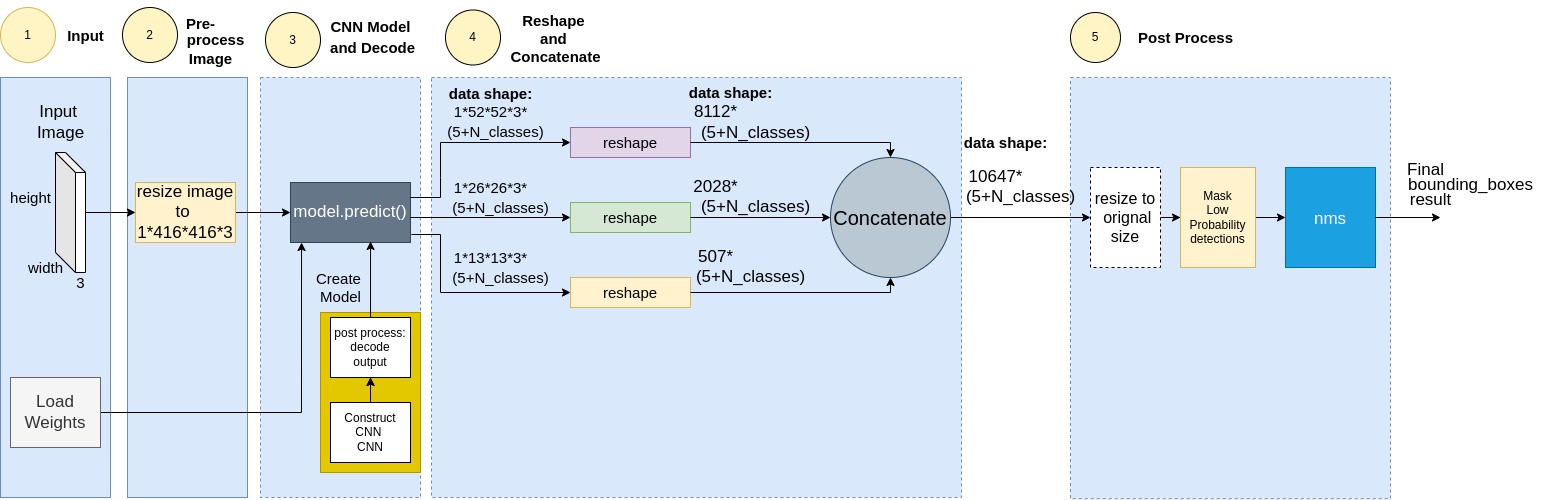 1
Input
2
Pre-
process
Image
3
CNN Model
and Decode
4
Reshape
and
Concatenate
5
Post Process
Input
Image
height
width
3
Load
Weights
resize image
to
1*416*416*3
model.predict()
Create
Model
post process:
decode
output
Construct
CNN
CNN
data shape:
1*52*52*3*
(5+N_classes)
reshape
data shape:
8112*
(5+N_classes)
1*26*26*3*
(5+N_classes)
reshape
2028*
(5+N_classes)
1*13*13*3*
(5+N_classes)
reshape
507*
(5+N_classes)
Concatenate
data shape:
10647*
(5+N_classes)
resize to
orignal
size
Mask
Low
Probability
detections
nms
Final
bounding_boxes
result